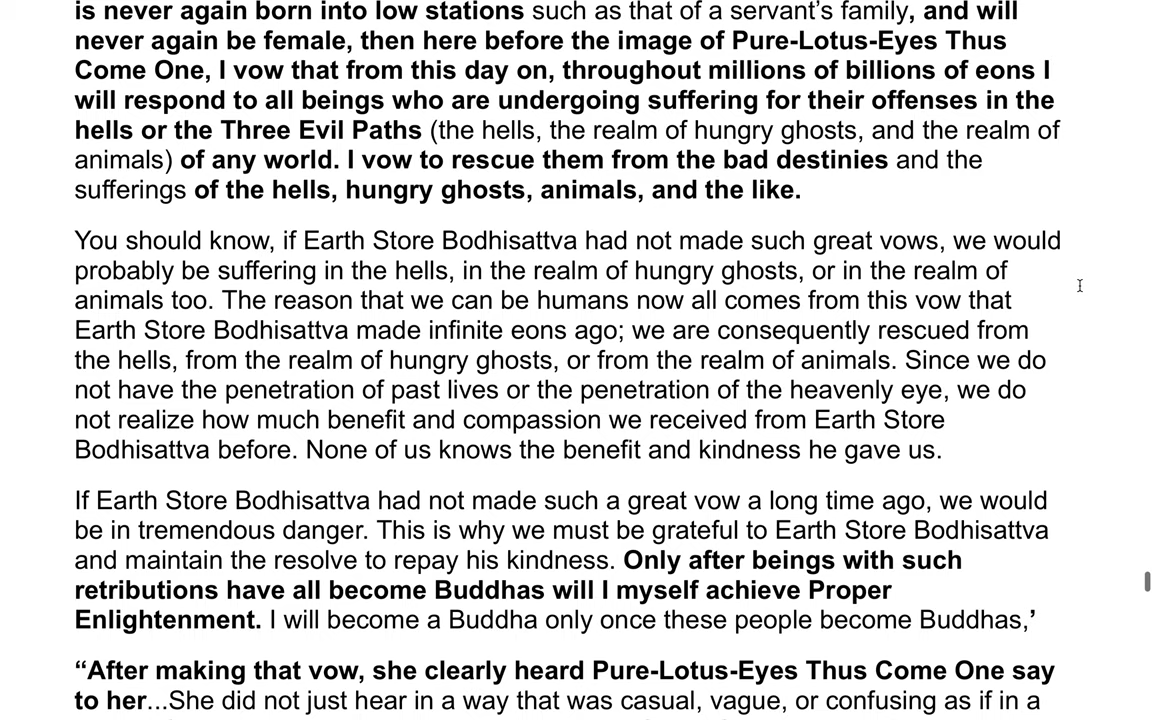 is never again born into low stations such as that of a servant’s family, and will
never again be female, then here before the image of Pure-Lotus-Eyes Thus
Come One, I vow that from this day on, throughout millions of billions of eons I
will respond to all beings who are undergoing suffering for their offenses in the
hells or the Three Evil Paths (the hells, the realm of hungry ghosts, and the realm of
animals) of any world. I vow to rescue them from the bad destinies and the
sufferings of the hells, hungry ghosts, animals, and the like.
You should know, if Earth Store Bodhisattva had not made such great vows, we would
probably be suffering in the hells, in the realm of hungry ghosts, or in the realm of
animals too. The reason that we can be humans now all comes from this vow that
Earth Store Bodhisattva made infinite eons ago; we are consequently rescued from
the hells, from the realm of hungry ghosts, or from the realm of animals. Since we do
not have the penetration of past lives or the penetration of the heavenly eye, we do
not realize how much benefit and compassion we received from Earth Store
Bodhisattva before. None of us knows the benefit and kindness he gave us.
If Earth Store Bodhisattva had not made such a great vow a long time ago, we would
be in tremendous danger. This is why we must be grateful to Earth Store Bodhisattva
and maintain the resolve to repay his kindness. Only after beings with such
retributions have all become Buddhas will I myself achieve Proper
Enlightenment. I will become a Buddha only once these people become Buddhas,’
“After making that vow, she clearly heard Pure-Lotus-Eyes Thus Come One say
to her...She did not just hear in a way that was casual, vague, or confusing as if in a